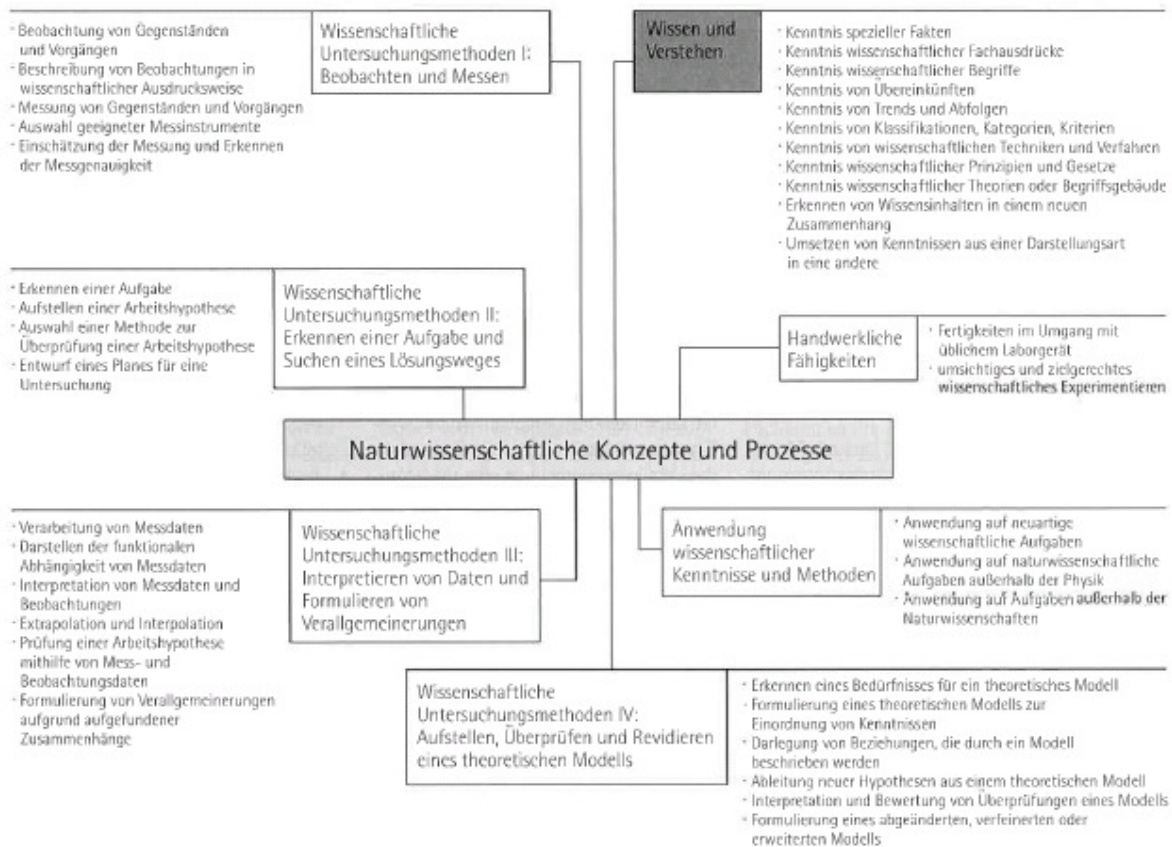 · Beobachtung von Gegenständen
und Vorgängen
· Beschreibung von Beobachtungen in
wissenschaftlicher Ausdrucksweise
· Messung von Gegenständen und Vorgängen
· Auswahl geeigneter Messinstrumente
· Einschätzung der Messung und Erkennen
der Messgenauigkeit
Wissenschaftliche
Untersuchungsmethoden I:
Beobachten und Messen
Wissen und
Verstehen
· Kenntnis spezieller Fakten
· Kenntnis wissenschaftlicher Fachausdrücke
· Kenntnis wissenschaftlicher Begriffe
· Kenntnis von Übereinkünften
· Kenntnis von Trends und Abfolgen
· Kenntnis von Klassifikationen, Kategorien, Kriterien
· Kenntnis von wissenschaftlichen Techniken und Verfahren
· Kenntnis wissenschaftlicher Prinzipien und Gesetze
· Kenntnis wissenschaftlicher Theorien oder Begriffsgebäude
· Erkennen von Wissensinhalten in einem neuen
Zusammenhang
· Umsetzen von Kenntnissen aus einer Darstellungsart
in eine andere
· Erkennen einer Aufgabe
· Aufstellen einer Arbeitshypothese
· Auswahl einer Methode zur
Überprüfung einer Arbeitshypothese
· Entwurf eines Planes für eine
Untersuchung
Wissenschaftliche
Untersuchungsmethoden II:
Erkennen einer Aufgabe und
Suchen eines Lösungsweges
Handwerkliche
Fähigkeiten
· Fertigkeiten im Umgang mit
üblichem Laborgerät
· umsichtiges und zielgerechtes
wissenschaftliches Experimentieren
Naturwissenschaftliche Konzepte und Prozesse
· Verarbeitung von Messdaten
· Darstellen der funktionalen
Abhängigkeit von Messdaten
· Interpretation von Messdaten und
Beobachtungen
· Extrapolation und Interpolation
· Prüfung einer Arbeitshypothese
mithilfe von Mess- und
Beobachtungsdaten
· Formulierung von Verallgemeinerungen
aufgrund aufgefundener
Zusammenhänge
Wissenschaftliche
Untersuchungsmethoden III:
Interpretieren von Daten und
Formulieren von
Verallgemeinerungen
Anwendung
wissenschaftlicher
Kenntnisse und Methoden
· Anwendung auf neuartige
wissenschaftliche Aufgaben
· Anwendung auf naturwissenschaftliche
Aufgaben außerhalb der Physik
· Anwendung auf Aufgaben außerhalb der
Naturwissenschaften
Wissenschaftliche
Untersuchungsmethoden IV:
Aufstellen, Überprüfen und Revidieren
eines theoretischen Modells
· Erkennen eines Bedürfnisses für ein theoretisches Modell
· Formulierung eines theoretischen Modells zur
Einordnung von Kenntnissen
· Darlegung von Beziehungen, die durch ein Modell
beschrieben werden
· Ableitung neuer Hypothesen aus einem theoretischen Modell
· Interpretation und Bewertung von Überprüfungen eines Modells
· Formulierung eines abgeänderten, verfeinerten oder
erweiterten Modells